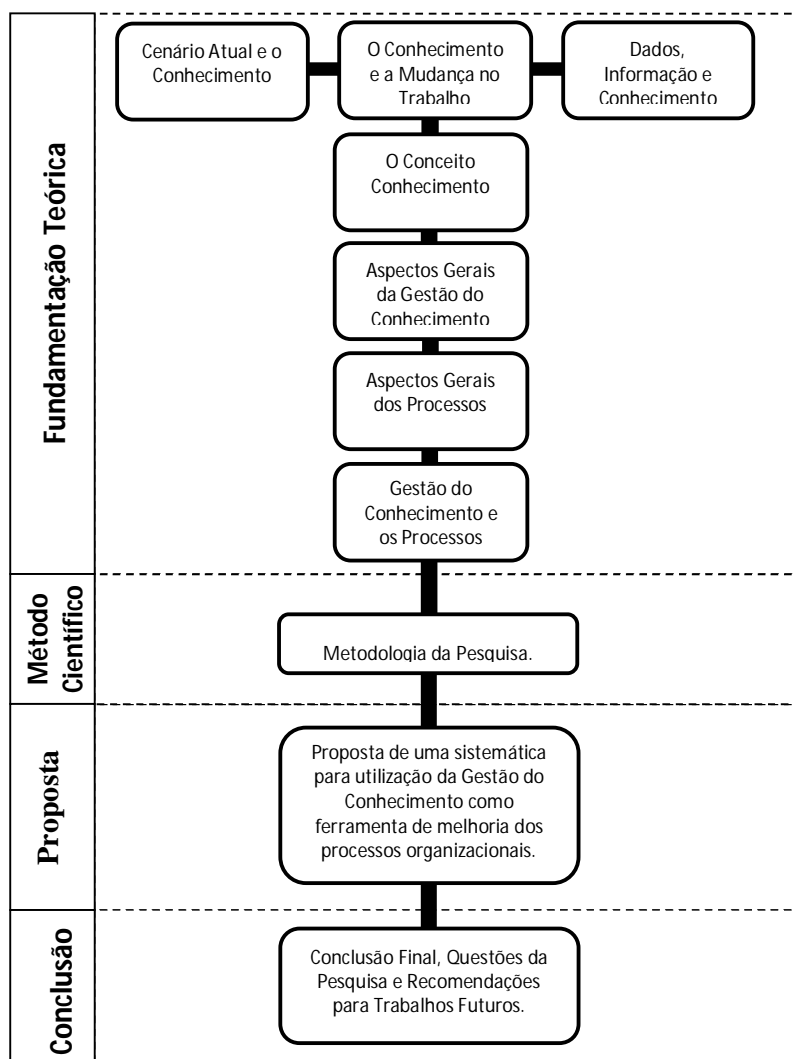 Fundamentação Teórica
Cenário Atual e o
Conhecimento
O Conhecimento
e a Mudança no
Trabalho
Dados,
Informação e
Conhecimento
O Conceito
Conhecimento
Aspectos Gerais
da Gestão do
Conhecimento
Aspectos Gerais
dos Processos
Gestão do
Conhecimento e
os Processos
Método
Científico
Metodologia da Pesquisa.
Proposta
Proposta de uma sistemática
para utilização da Gestão do
Conhecimento como
ferramenta de melhoria dos
processos organizacionais.
Conclusão
Conclusão Final, Questões da
Pesquisa e Recomendações
para Trabalhos Futuros.